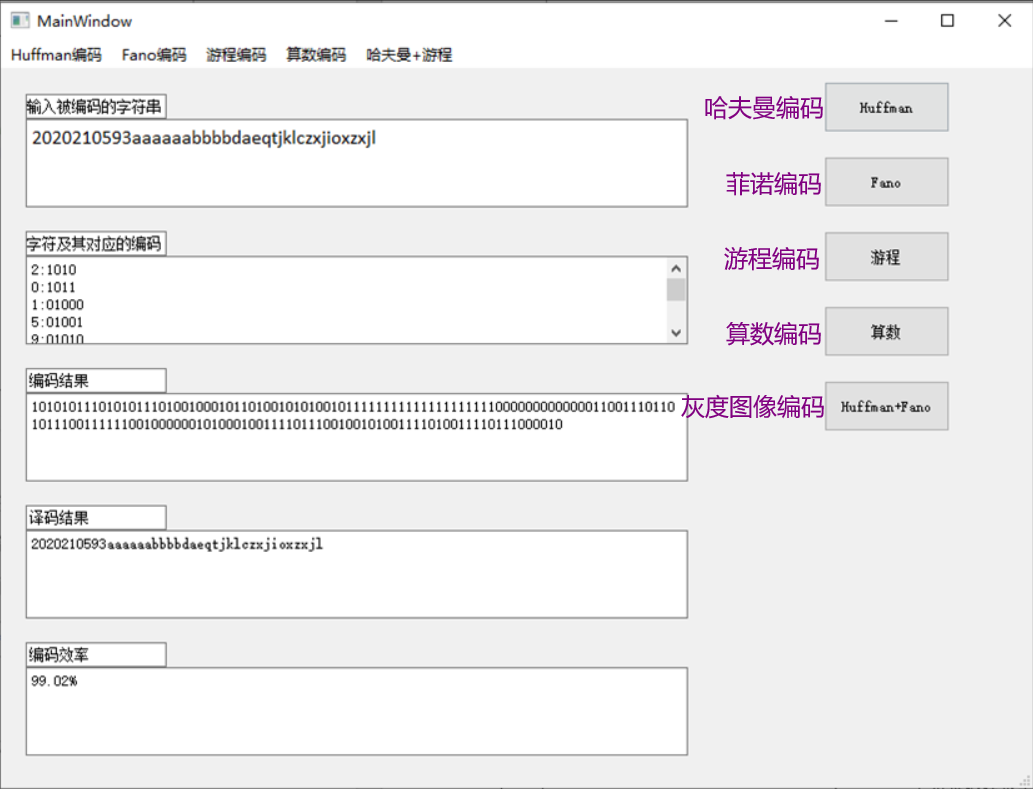 MainWindow
Huffman编码 Fano编码 游程编码 算数编码 哈夫曼+游程
输入被编码的字符串
2020210593aaaaaabbbbdaeqtjklczxjioxzxjl
哈夫曼编码 Huffman
菲诺编码 Fano
字符及其对应的编码
2:1010
0:1011
1:01000
5:01001
9:01010
游程编码 游程
算数编码 算数
编码结果
灰度图像编码 Huffman+Fano
译码结果
2020210593aaaaaabbbbdaeqtjklczxjioxzxjl
编码效率
99.02%